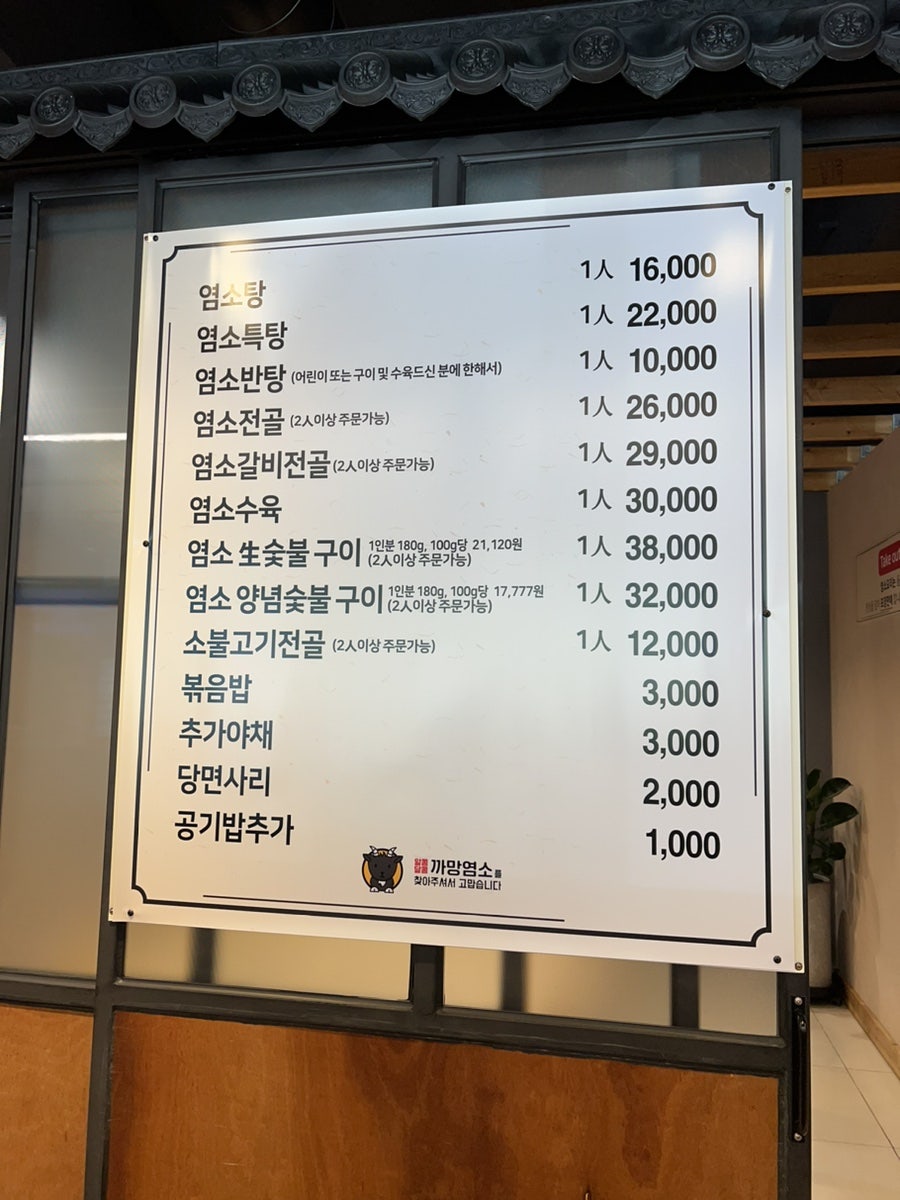 염소탕 1人 16,000
염소특탕 1人 22,000
염소반탕 (어린이 또는 구이 및 수육드신 분에 한해서) 1人 10,000
염소전골 (2人이상 주문가능) 1人 26,000
염소갈비전골 (2人이상 주문가능) 1人 29,000
염소수육 1人 30,000
염소 生숯불 구이 1인분 180g, 100g당 21,120원 1人 38,000
(2人이상 주문가능)
염소 양념숯불 구이 1인분 180g, 100g당 17,777원 1人 32,000
(2人이상 주문가능)
소불고기전골 (2人이상 주문가능) 1人 12,000
볶음밥 3,000
추가야채 3,000
당면사리 2,000
공기밥추가 1,000
까망염소를
찾아주셔서 고맙습니다
Take out